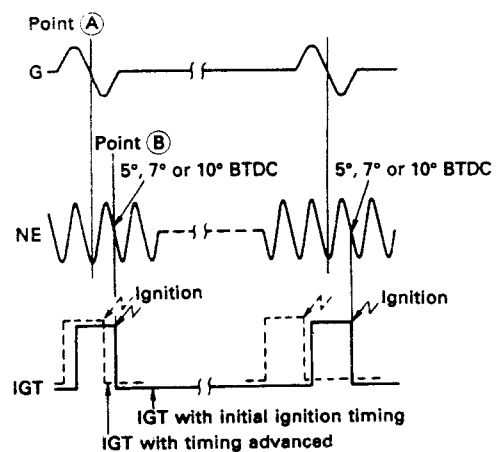 Point Ⓐ
G
Point Ⓑ
5°, 7° or 10° BTDC
5°, 7° or 10° BTDC
NE
Ignition
Ignition
IGT
IGT with initial ignition timing
IGT with timing advanced